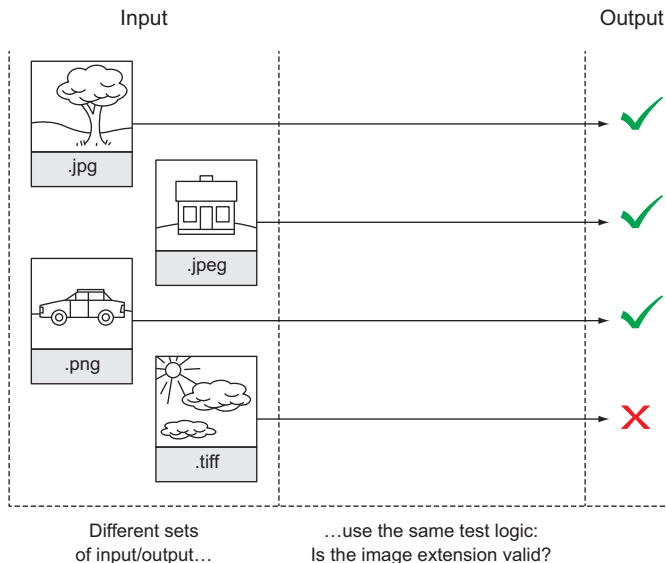 Input
Output
.jpg
.jpeg
.png
.tiff
Different sets
of input/output…
…use the same test logic:
Is the image extension valid?